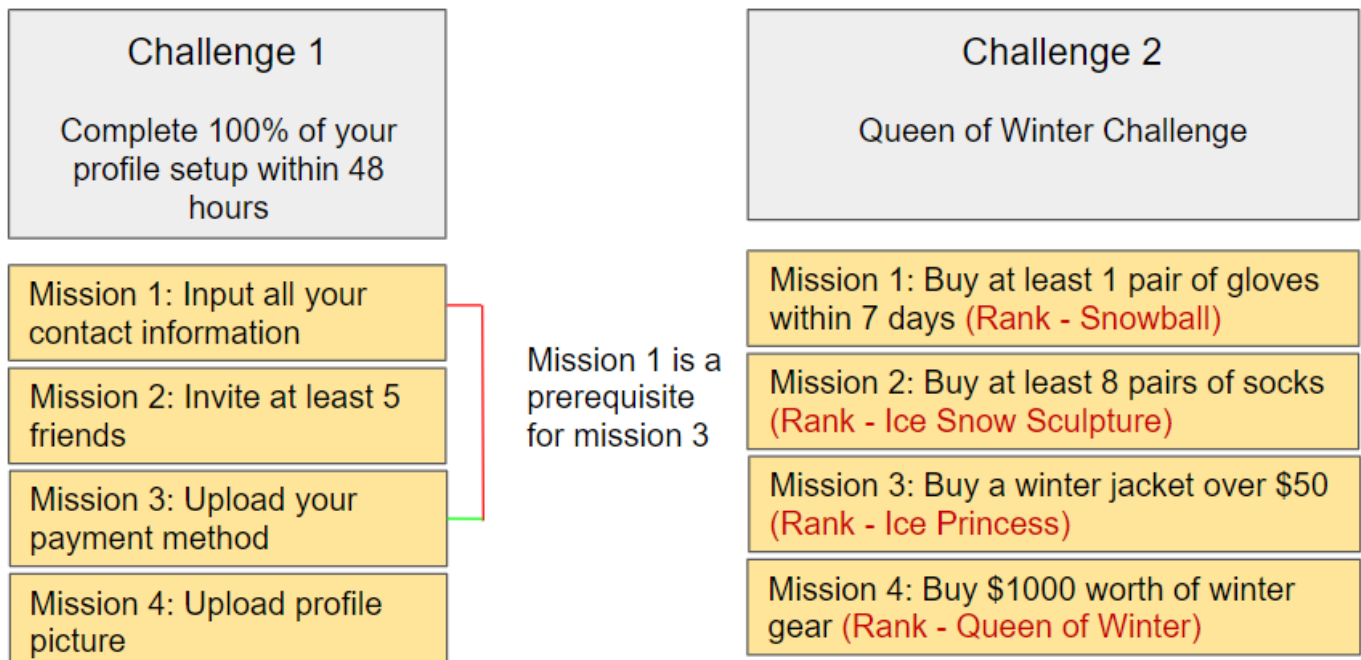 Challenge 1
Complete 100% of your
profile setup within 48
hours
Mission 1: Input all your
contact information
Mission 2: Invite at least 5
friends
Mission 3: Upload your
payment method
Mission 4: Upload profile
picture
Mission 1 is a
prerequisite
for mission 3
Challenge 2
Queen of Winter Challenge
Mission 1: Buy at least 1 pair of gloves
within 7 days (Rank - Snowball)
Mission 2: Buy at least 8 pairs of socks
(Rank - Ice Snow Sculpture)
Mission 3: Buy a winter jacket over $50
(Rank - Ice Princess)
Mission 4: Buy $1000 worth of winter
gear (Rank - Queen of Winter)